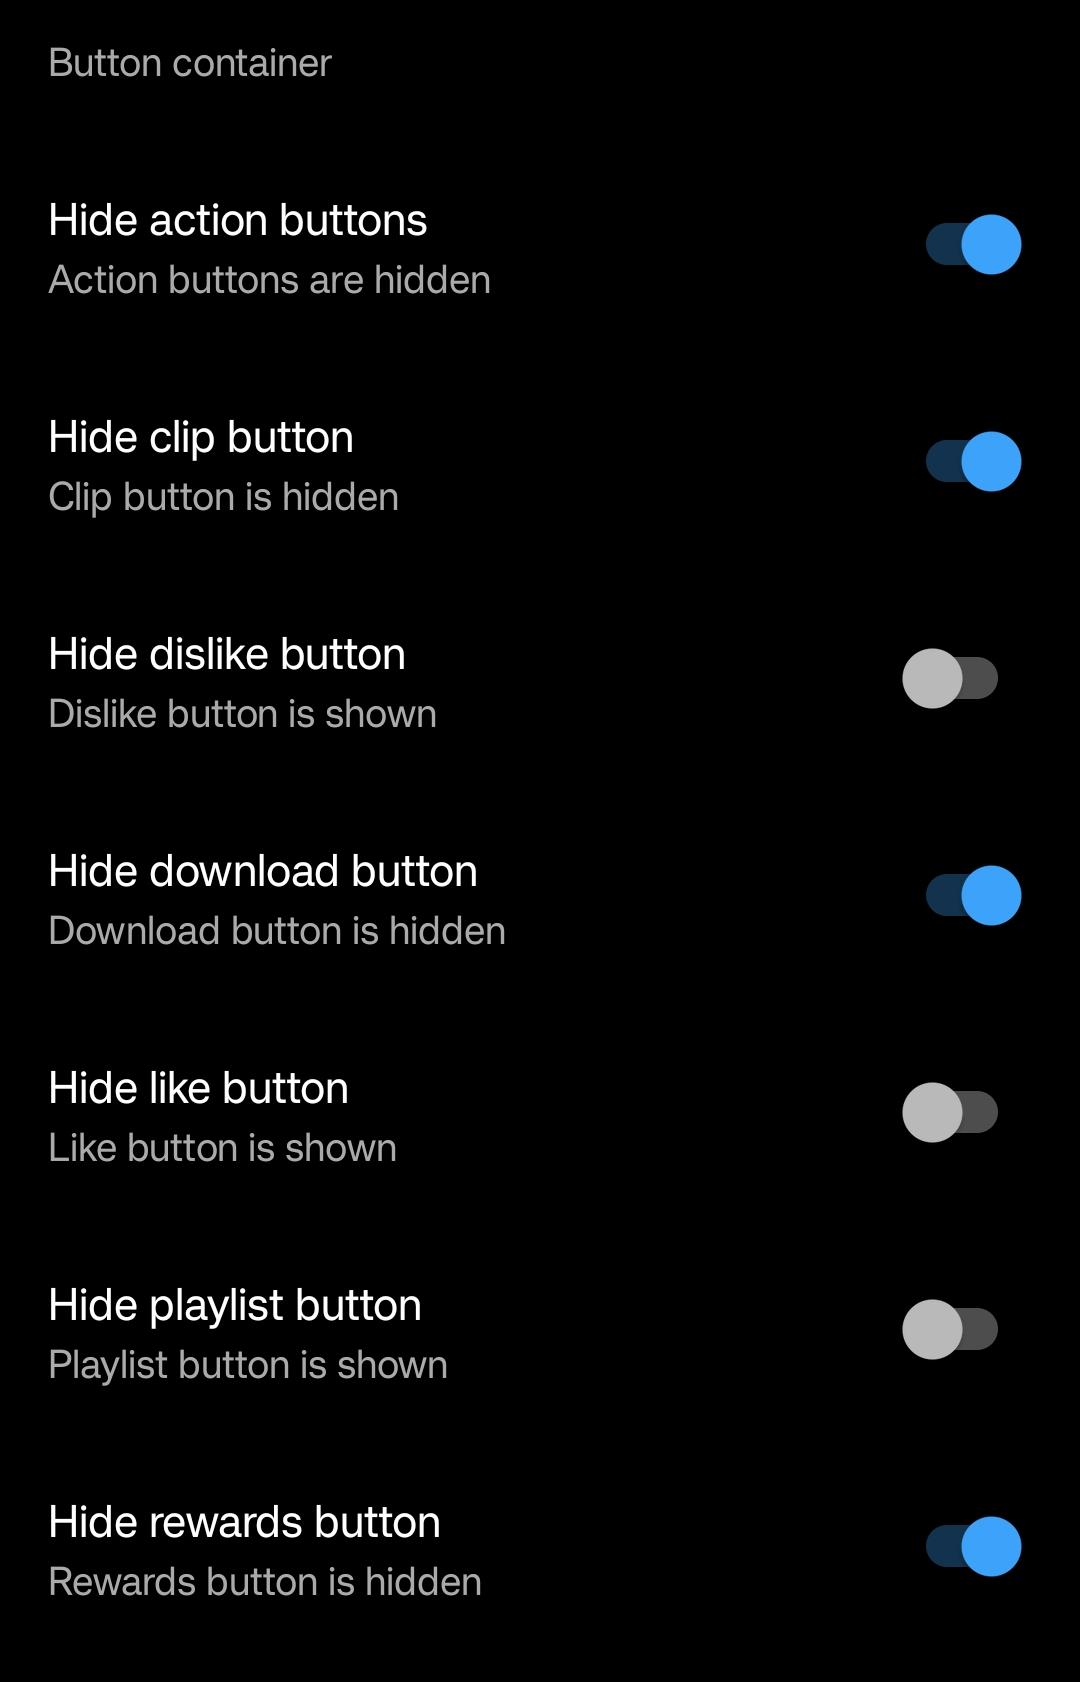 Button container
Hide action buttons
Action buttons are hidden
Hide clip button
Clip button is hidden
Hide dislike button
Dislike button is shown
Hide download button
Download button is hidden
Hide like button
Like button is shown
Hide playlist button
Playlist button is shown
Hide rewards button
Rewards button is hidden